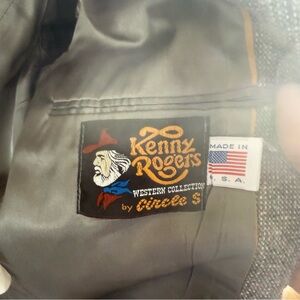 Kenny
Rogers
WESTERN COLLECTION
by Circle S
MADE IN
U. S. A.